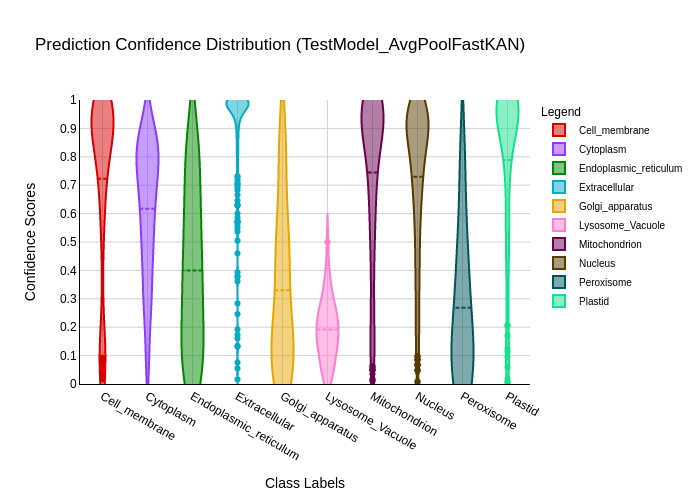 Prediction Confidence Distribution (TestModel_AvgPoolFastKAN)
Legend
Cell_membrane
Cytoplasm
Endoplasmic_reticulum
Extracellular
Golgi_apparatus
Lysosome_Vacuole
Mitochondrion
Nucleus
Peroxisome
Plastid
Confidence Scores
1
0.9
0.8
0.7
0.6
0.5
0.4
0.3
0.2
0.1
0
Cell_membrane
Cytoplasm
Endoplasmic_reticulum
Extracellular
Golgi_apparatus
Lysosome_Vacuole
Mitochondrion
Nucleus
Peroxisome
Plastid
Class Labels